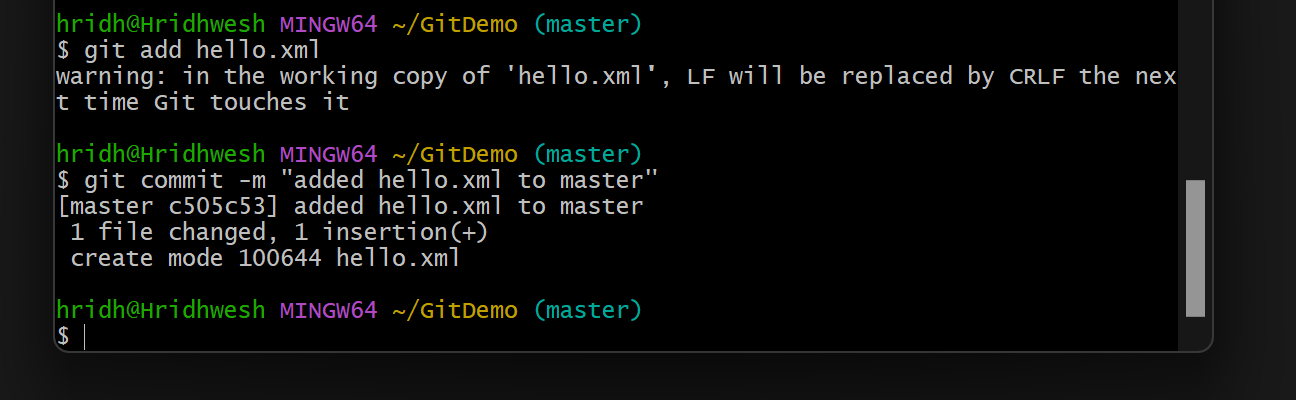 hridh@Hridhwesh MINGW64 ~/GitDemo (master)
$ git add hello.xml
warning: in the working copy of 'hello.xml', LF will be replaced by CRLF the nex
t time Git touches it
hridh@Hridhwesh MINGW64 ~/GitDemo (master)
$ git commit -m "added hello.xml to master"
[master c505c53] added hello.xml to master
 1 file changed, 1 insertion(+)
 create mode 100644 hello.xml
hridh@Hridhwesh MINGW64 ~/GitDemo (master)
$